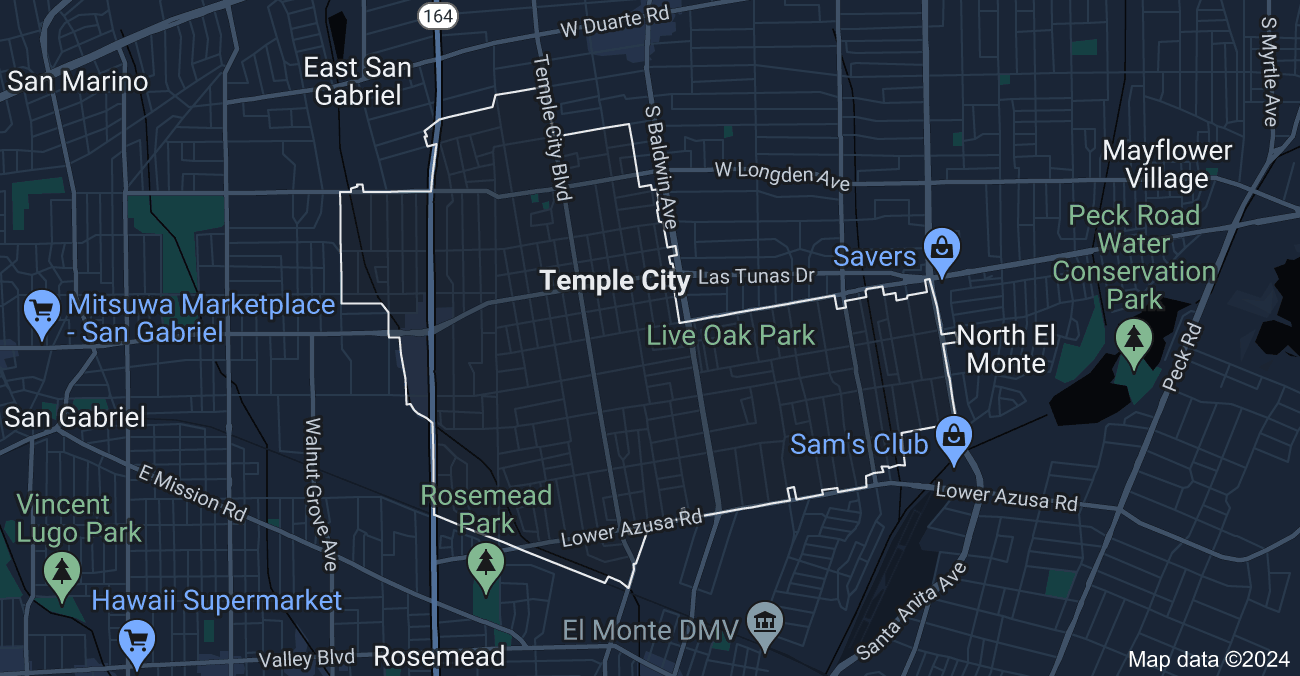 164
W Duarte Rd
S Myrtle Ave
San Marino
East San
Gabriel
Temple City Blvd
S Baldwin Ave
W Longden Ave
Mayflower
Village
Peck Road
Water
Conservation
Park
Savers
Temple City
Las Tunas Dr
Mitsuwa Marketplace
- San Gabriel
Live Oak Park
North El
Monte
Peck Rd
San Gabriel
Walnut Grove Ave
Sam's Club
E Mission Rd
Vincent
Lugo Park
Rosemead
Park
Lower Azusa Rd
Lower Azusa Rd
Santa Anita Ave
Hawaii Supermarket
El Monte DMV
Valley Blvd
Rosemead
Map data ©2024